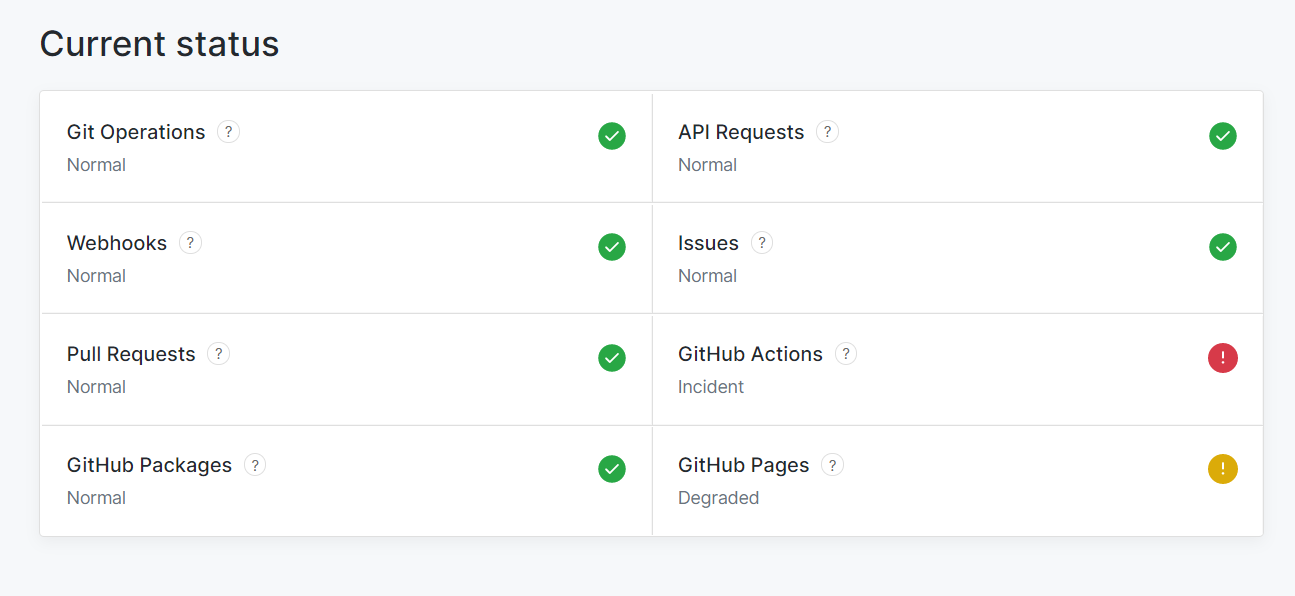 Current status
Git Operations ?
Normal
API Requests ?
Normal
Webhooks ?
Normal
Issues ?
Normal
Pull Requests ?
Normal
GitHub Actions ?
Incident
!
GitHub Packages ?
Normal
GitHub Pages ?
Degraded
!